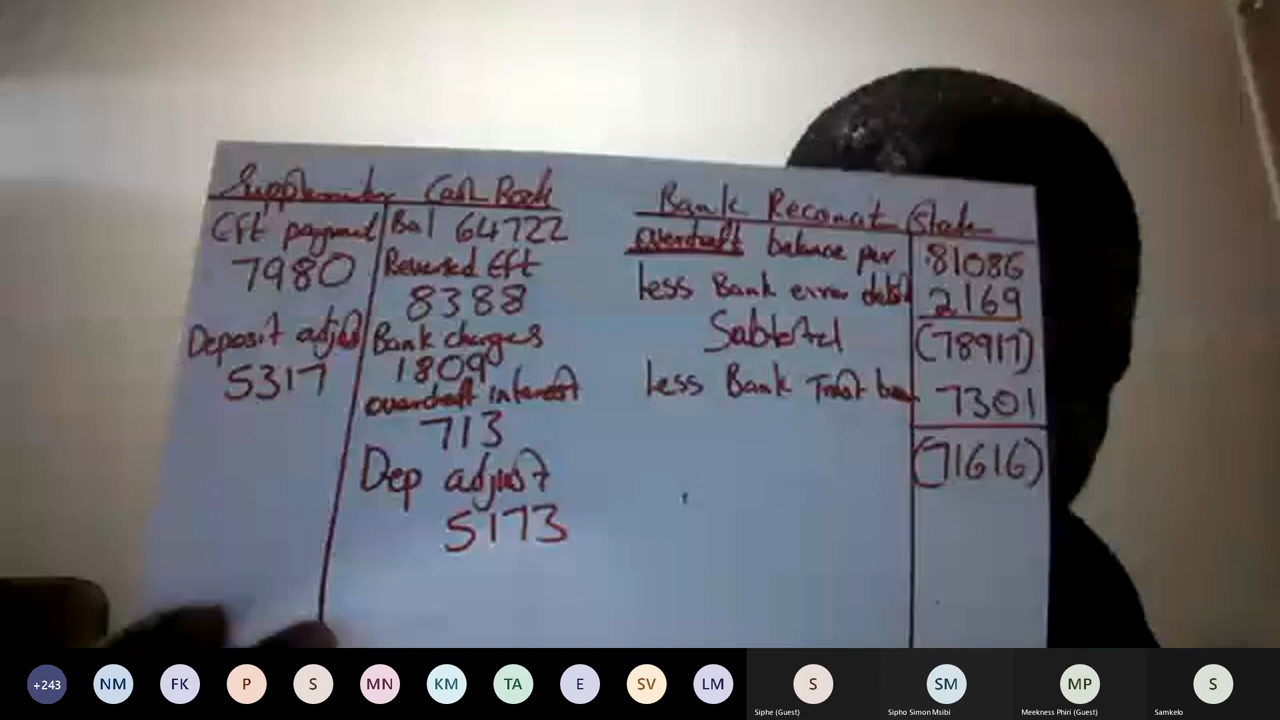 Supplementary Cash Book
Eft payment
7980
Deposit adjust
5317
Bal 64722
Reversed Eft
8388
Bank charges
1809
overdraft interest
713
Dep adjust
5173
Bank Reconcit State
overdraft balance per 81086
less Bank error debit 2169
Subtotal (78917)
less Bank Trust 7301
(71616)
+243
NM
FK
P
S
MN
KM
TA
E
SV
LM
S
Siphe (Guest)
SM
Sipho Simon Msibi
MP
Meekness Phiri (Guest)
S
Samkelo